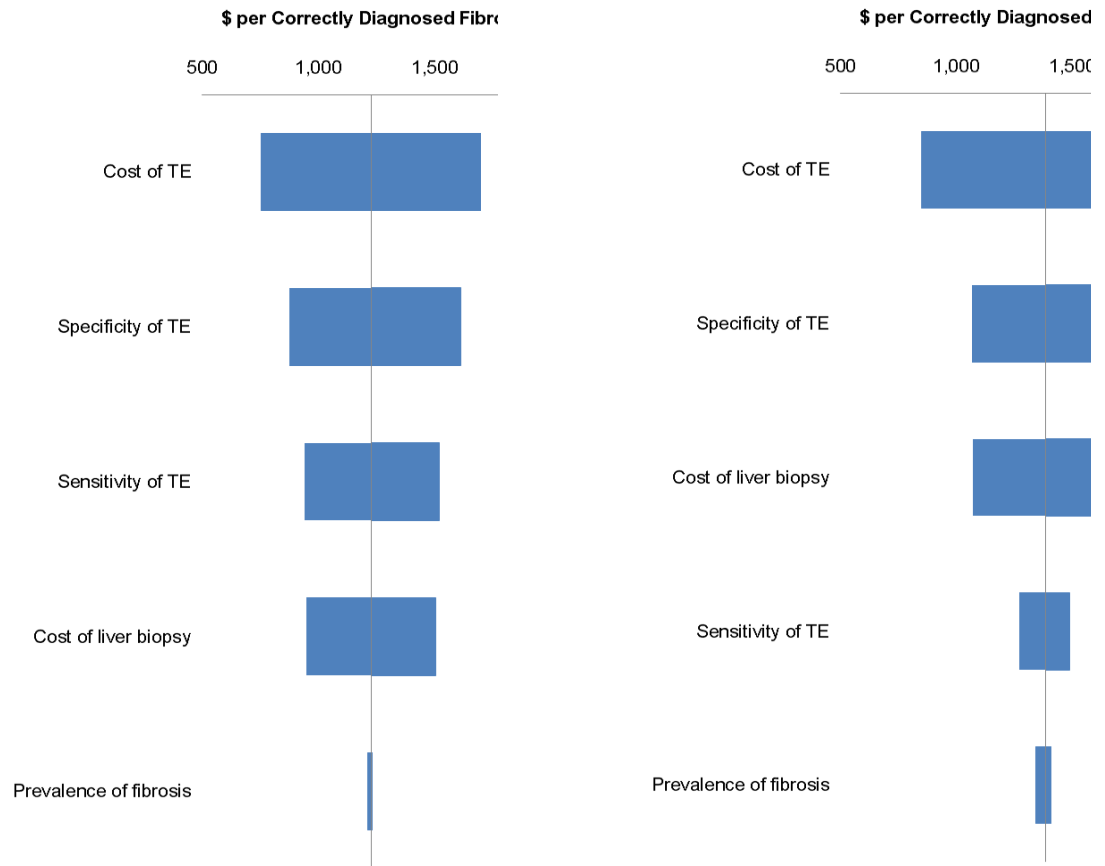 $ per Correctly Diagnosed
500 1,000 1,500
Cost of TE
Specificity of TE
Sensitivity of TE
Cost of liver biopsy
Prevalence of fibrosis
$ per Correctly Diagnosed
500 1,000
Cost of TE
Specificity of TE
Cost of liver biopsy
Sensitivity of TE
Prevalence of fibrosis